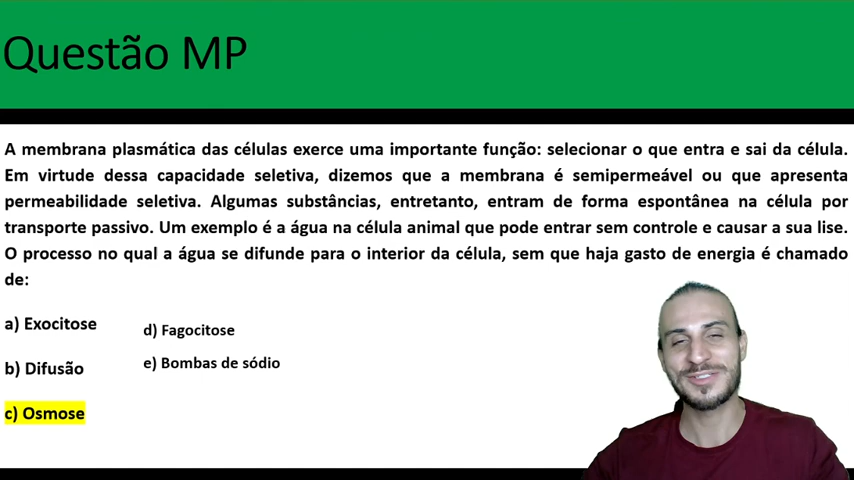 Questão MP
A membrana plasmática das células exerce uma importante função: selecionar o que entra e sai da célula.
Em virtude dessa capacidade seletiva, dizemos que a membrana é semipermeável ou que apresenta
permeabilidade seletiva. Algumas substâncias, entretanto, entram de forma espontânea na célula por
transporte passivo. Um exemplo é a água na célula animal que pode entrar sem controle e causar a sua lise.
O processo no qual a água se difunde para o interior da célula, sem que haja gasto de energia é chamado
de:
a) Exocitose
b) Difusão
c) Osmose
d) Fagocitose
e) Bombas de sódio